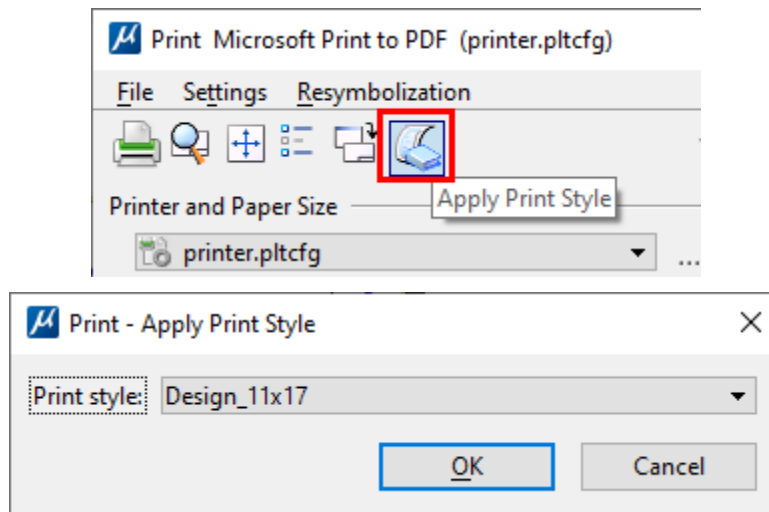 Print Microsoft Print to PDF (printer.pltcfg)
File Settings Resymbolization
Apply Print Style
Printer and Paper Size
printer.pltcfg ...
Print - Apply Print Style
Print style: Design_11x17
OK Cancel